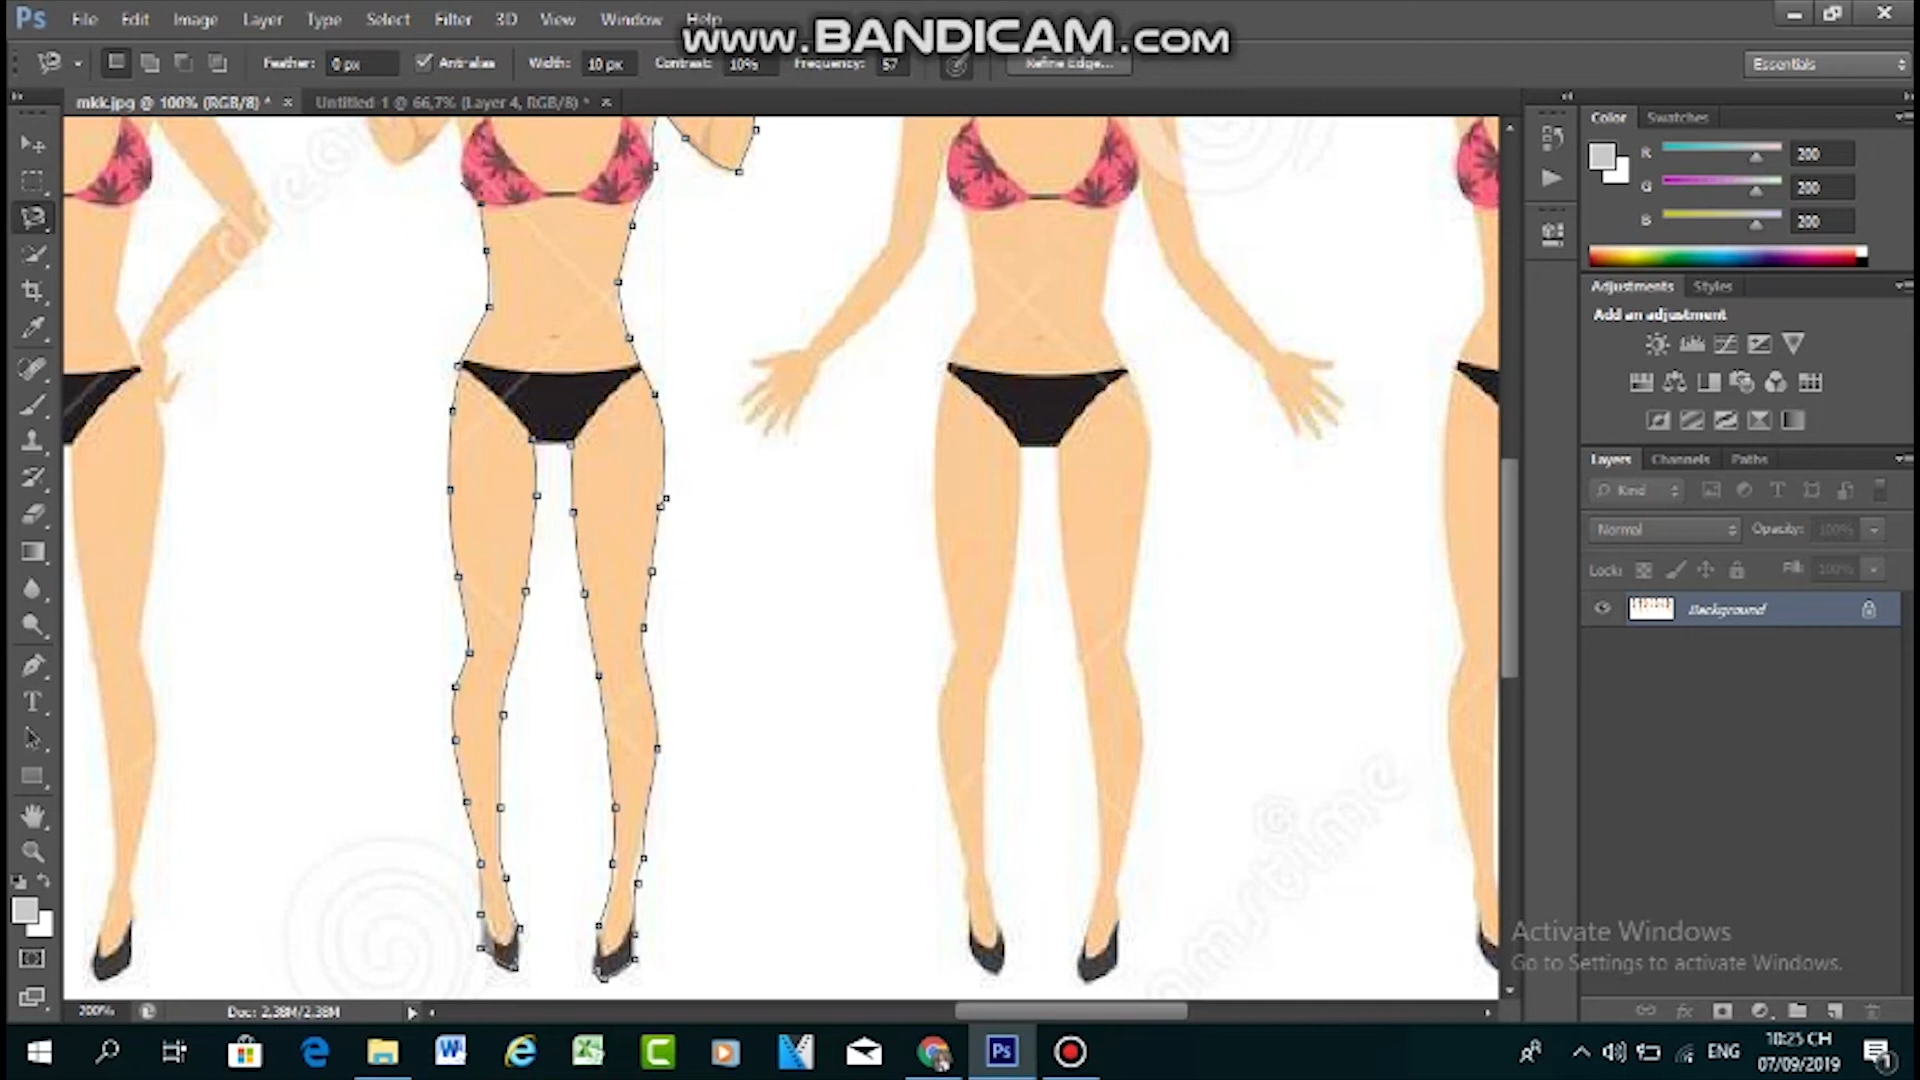 Ps File Edit Image Layer Type Select Filter 3D View Window Help
www.BANDICAM.com
Feather: 0 px Anti-alias Width: 10 px Contrast: 10% Frequency: 57 Refine Edge... Essentials
mkk.jpg @ 100% (RGB/8) * × Untitled-1 @ 66,7% (Layer 4, RGB/8) * ×
Color Swatches
R 200
G 200
B 200
Adjustments Styles
Add an adjustment
Layers Channels Paths
Kind
Normal Opacity: 100%
Lock: Fill: 100%
Background
Activate Windows
Go to Settings to activate Windows.
200% Doc: 2,38M/2,38M
ENG
10:25 CH
07/09/2019